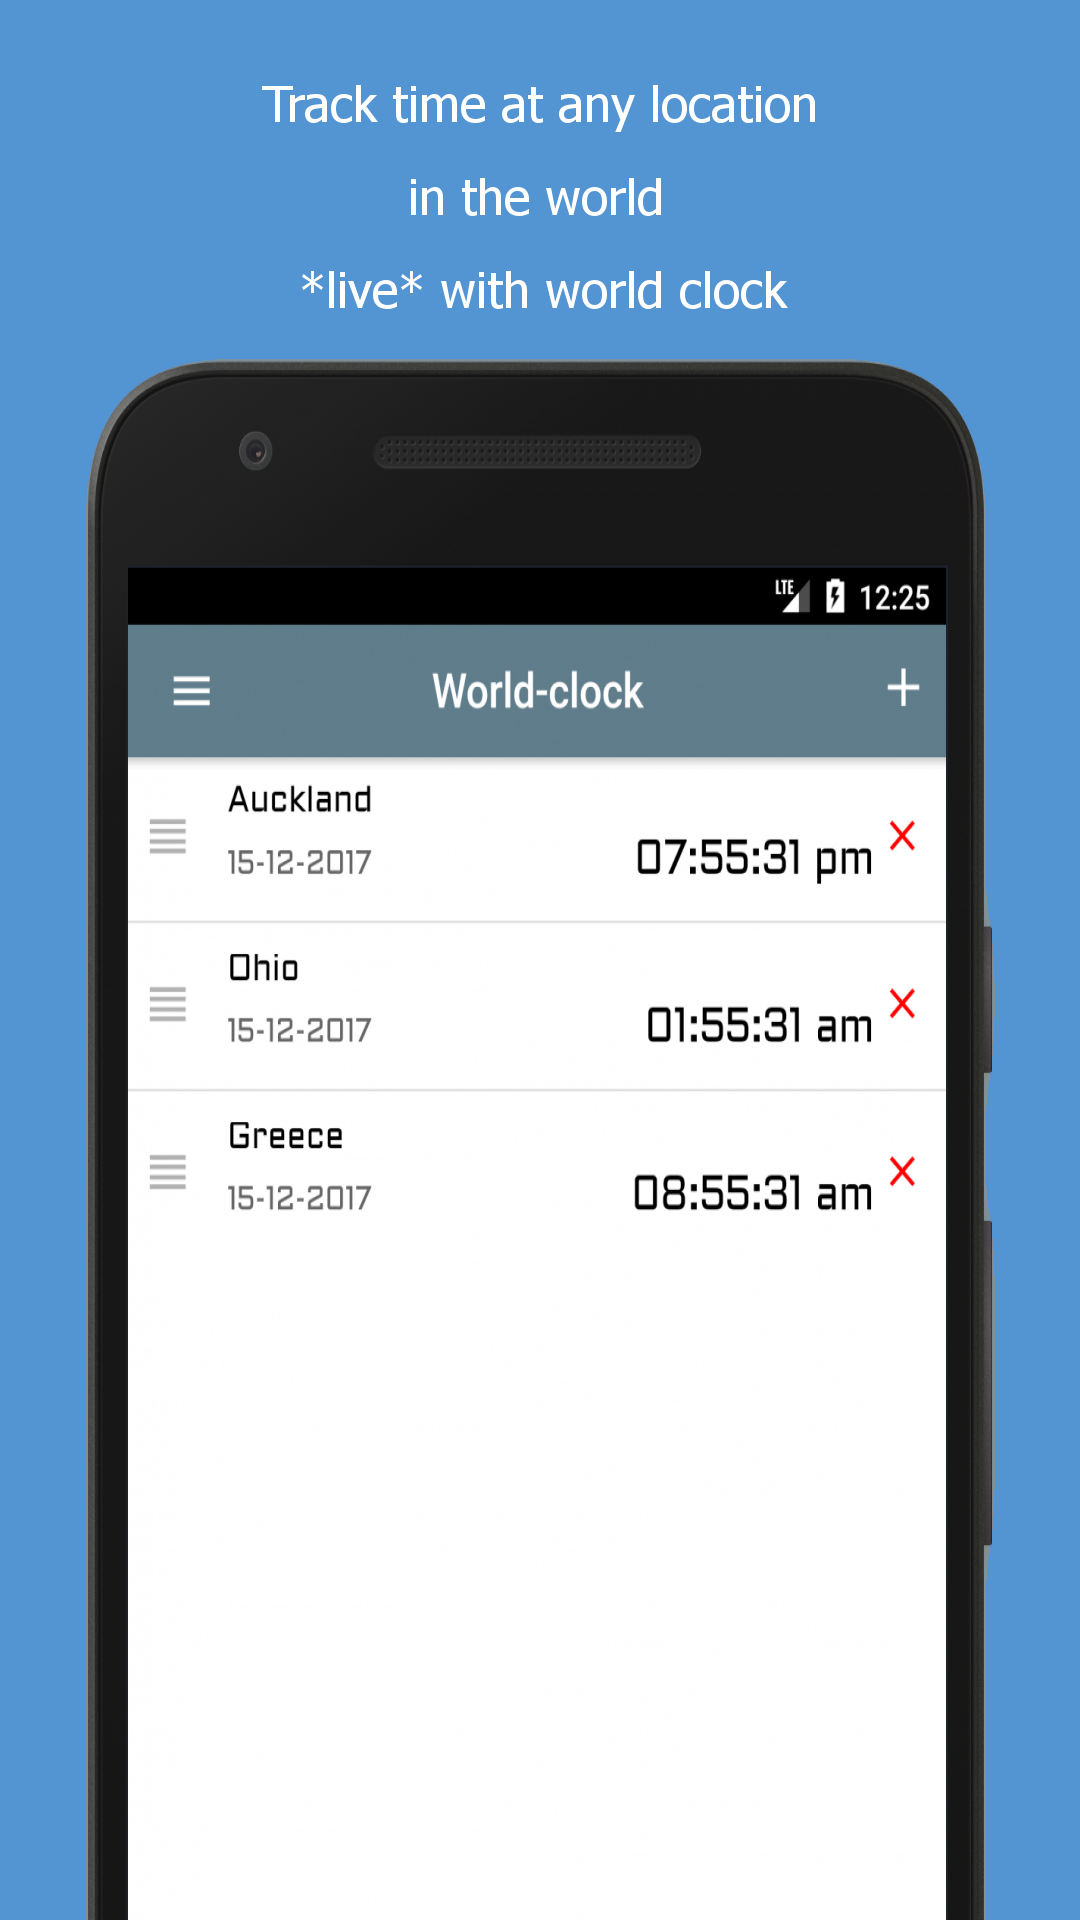 Track time at any location
in the world
*live* with world clock
LTE 12:25
World-clock
Auckland
15-12-2017
07:55:31 pm
Ohio
15-12-2017
01:55:31 am
Greece
15-12-2017
08:55:31 am